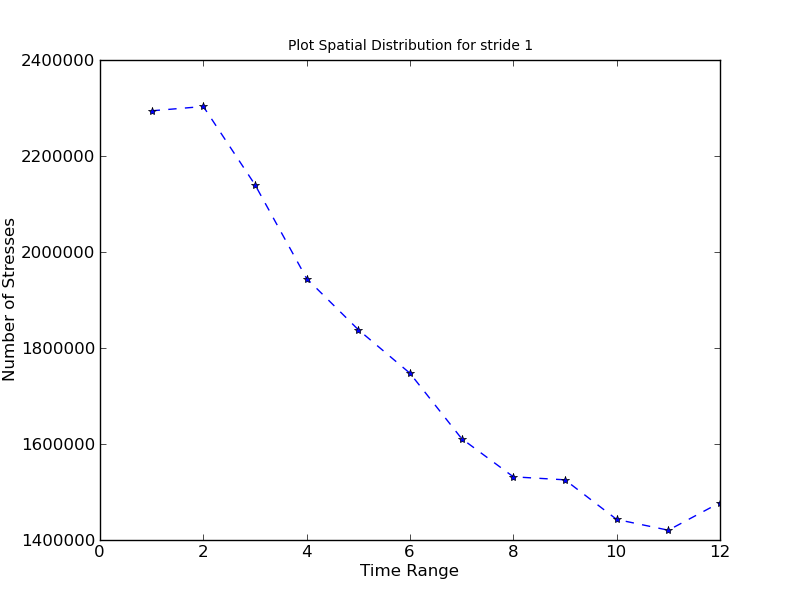 Plot Spatial Distribution for stride 1
2400000
2200000
2000000
1800000
1600000
1400000
Number of Stresses
0 2 4 6 8 10 12
Time Range